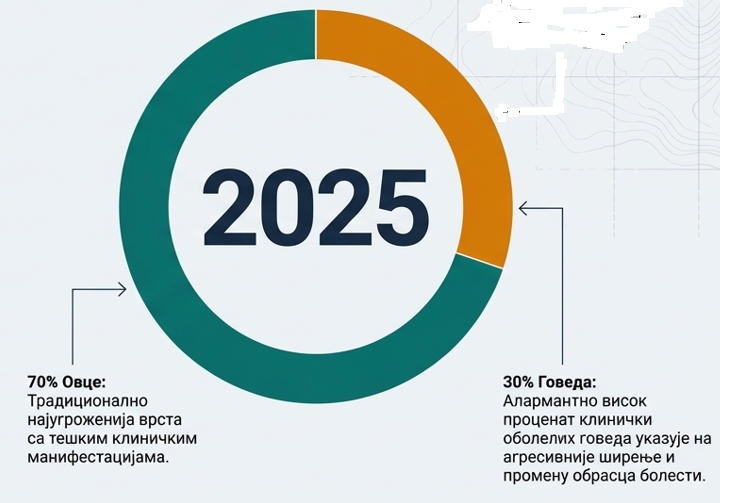 2025
70% Овце:
Традиционално
најугроженија врста
са тешким клиничким
манифестацијама.
30% Говеда:
Алармантно висок
проценат клинички
оболелих говеда указује на
агресивније ширење и
промену обрасца болести.